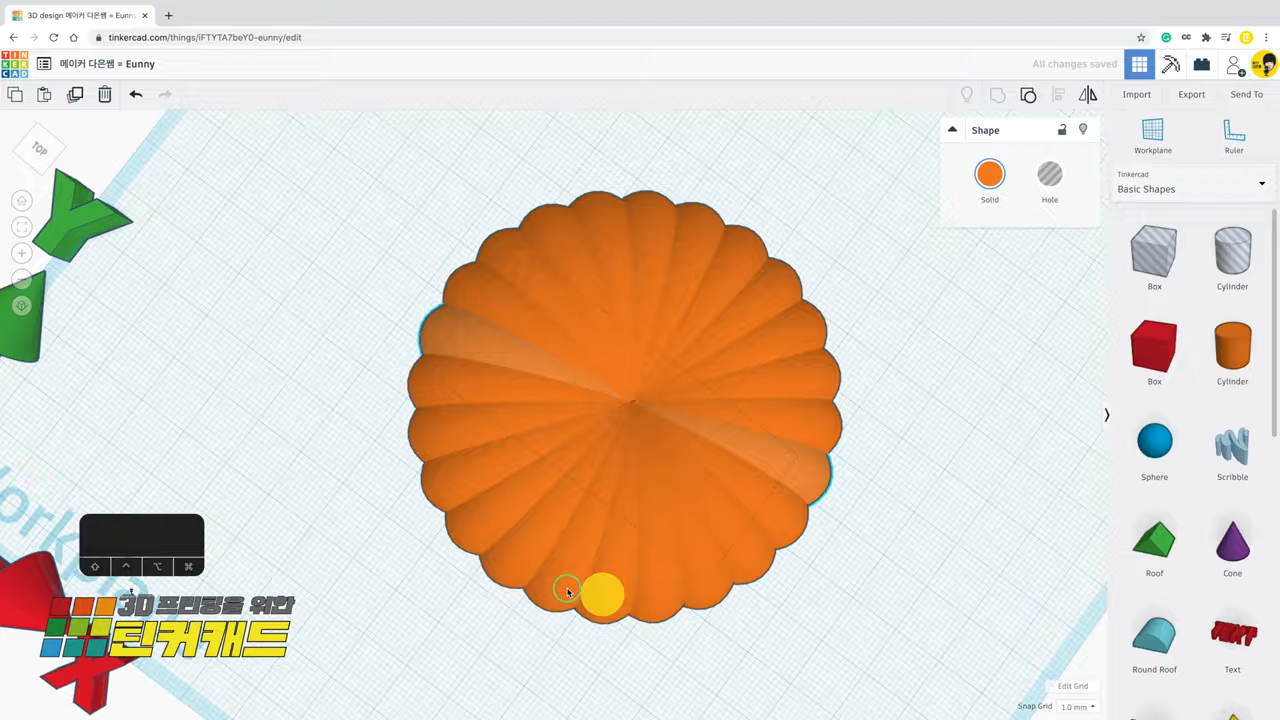 3D design 메이커 다은쌤 = Eunny
tinkercad.com/things/iFTYTA7beY0-eunny/edit
TIN
KER
CAD
메이커 다은쌤 = Eunny
All changes saved
Import
Export
Send To
TOP
Shape
Solid
Hole
Workplane
Ruler
Tinkercad
Basic Shapes
Box
Cylinder
Box
Cylinder
Sphere
Scribble
Roof
Cone
Round Roof
Text
TEXT
Workpla
3D 프린팅을 위한
틴커캐드
Edit Grid
Snap Grid 1.0 mm